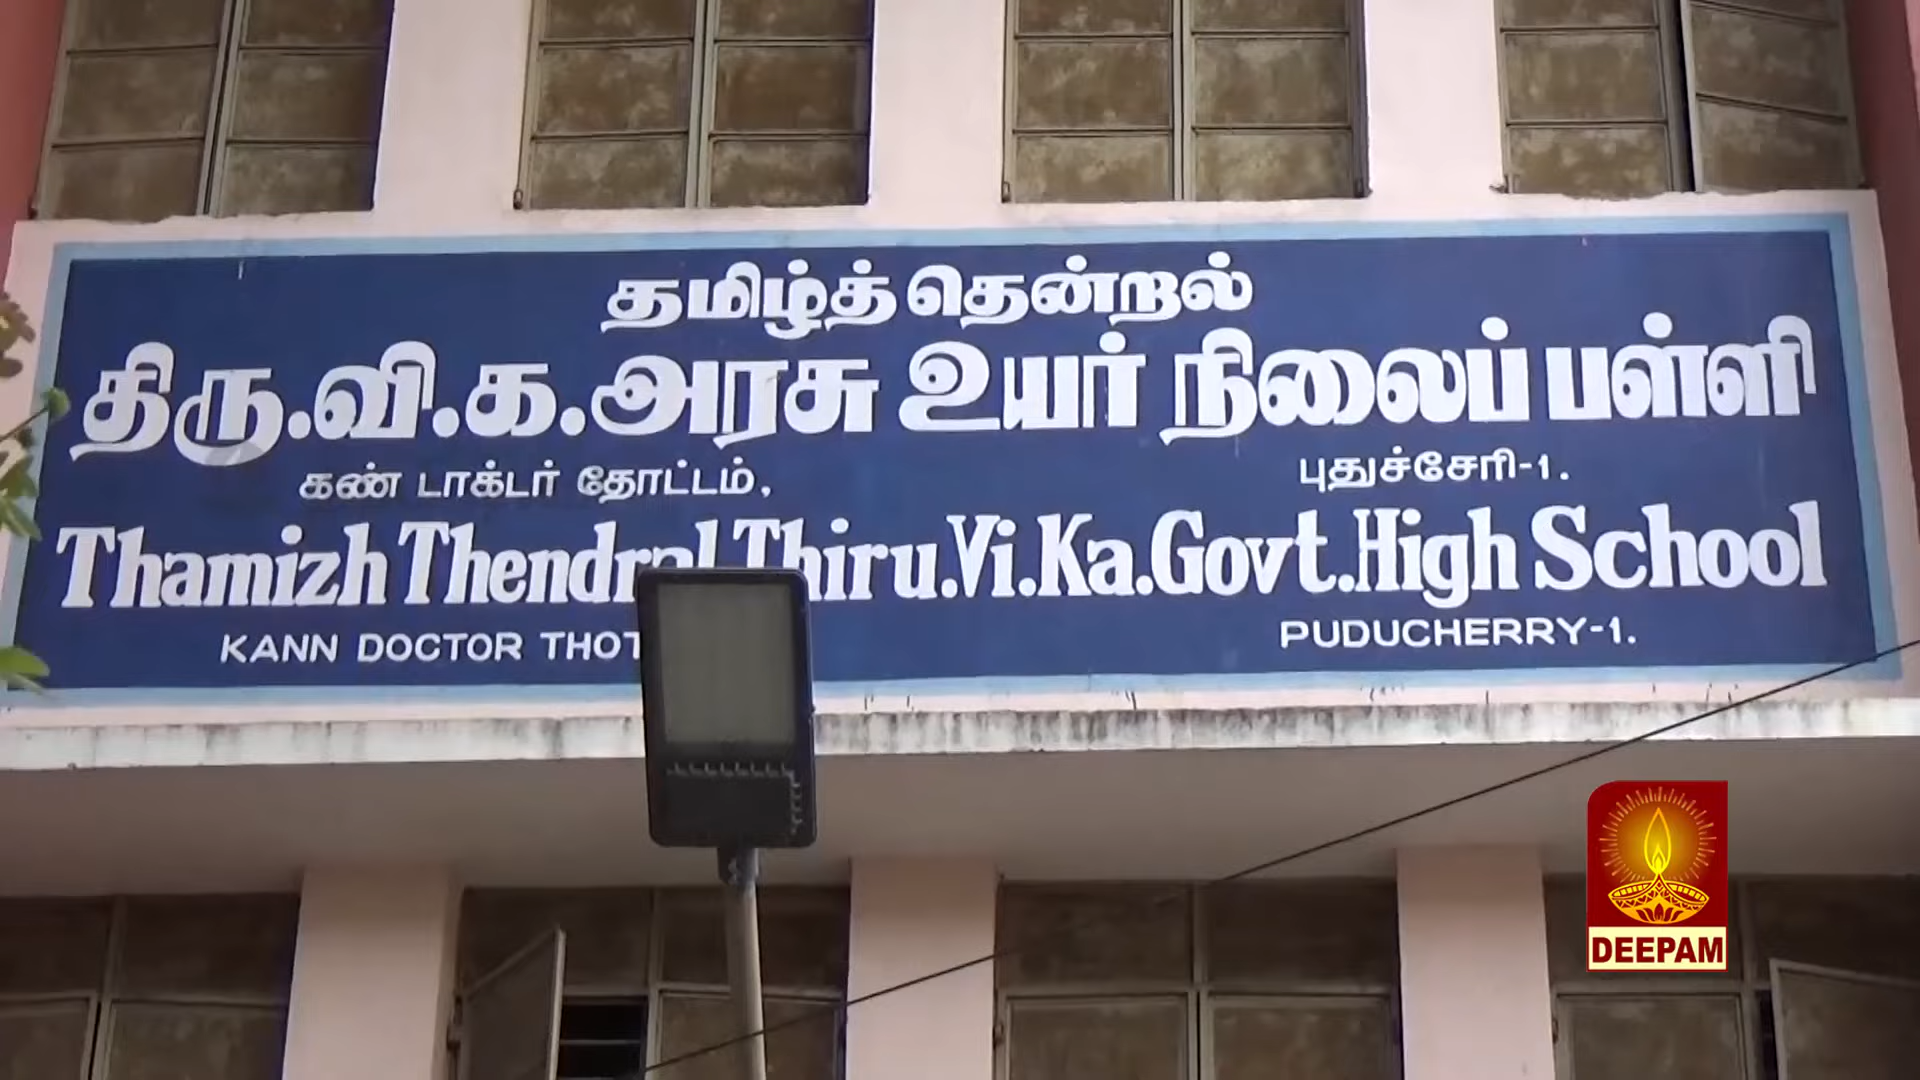 தமிழ்த் தென்றல்
திரு.வி.க.அரசு உயர் நிலைப் பள்ளி
கண் டாக்டர் தோட்டம், புதுச்சேரி-1.
Thamizh Thendral Thiru.Vi.Ka.Govt.High School
KANN DOCTOR PUDUCHERRY-1.
DEEPAM